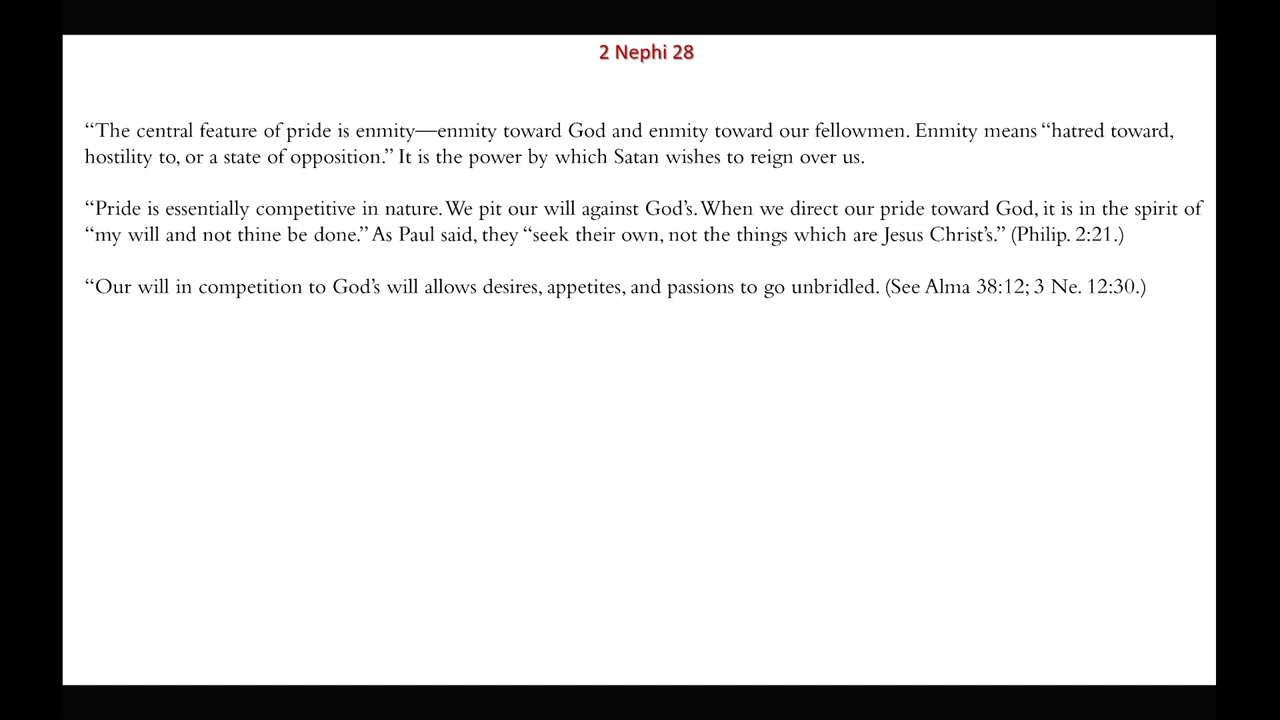 2 Nephi 28
“The central feature of pride is enmity—enmity toward God and enmity toward our fellowmen. Enmity means “hatred toward,
hostility to, or a state of opposition.” It is the power by which Satan wishes to reign over us.
“Pride is essentially competitive in nature. We pit our will against God’s. When we direct our pride toward God, it is in the spirit of
“my will and not thine be done.” As Paul said, they “seek their own, not the things which are Jesus Christ’s.” (Philip. 2:21.)
“Our will in competition to God’s will allows desires, appetites, and passions to go unbridled. (See Alma 38:12; 3 Ne. 12:30.)